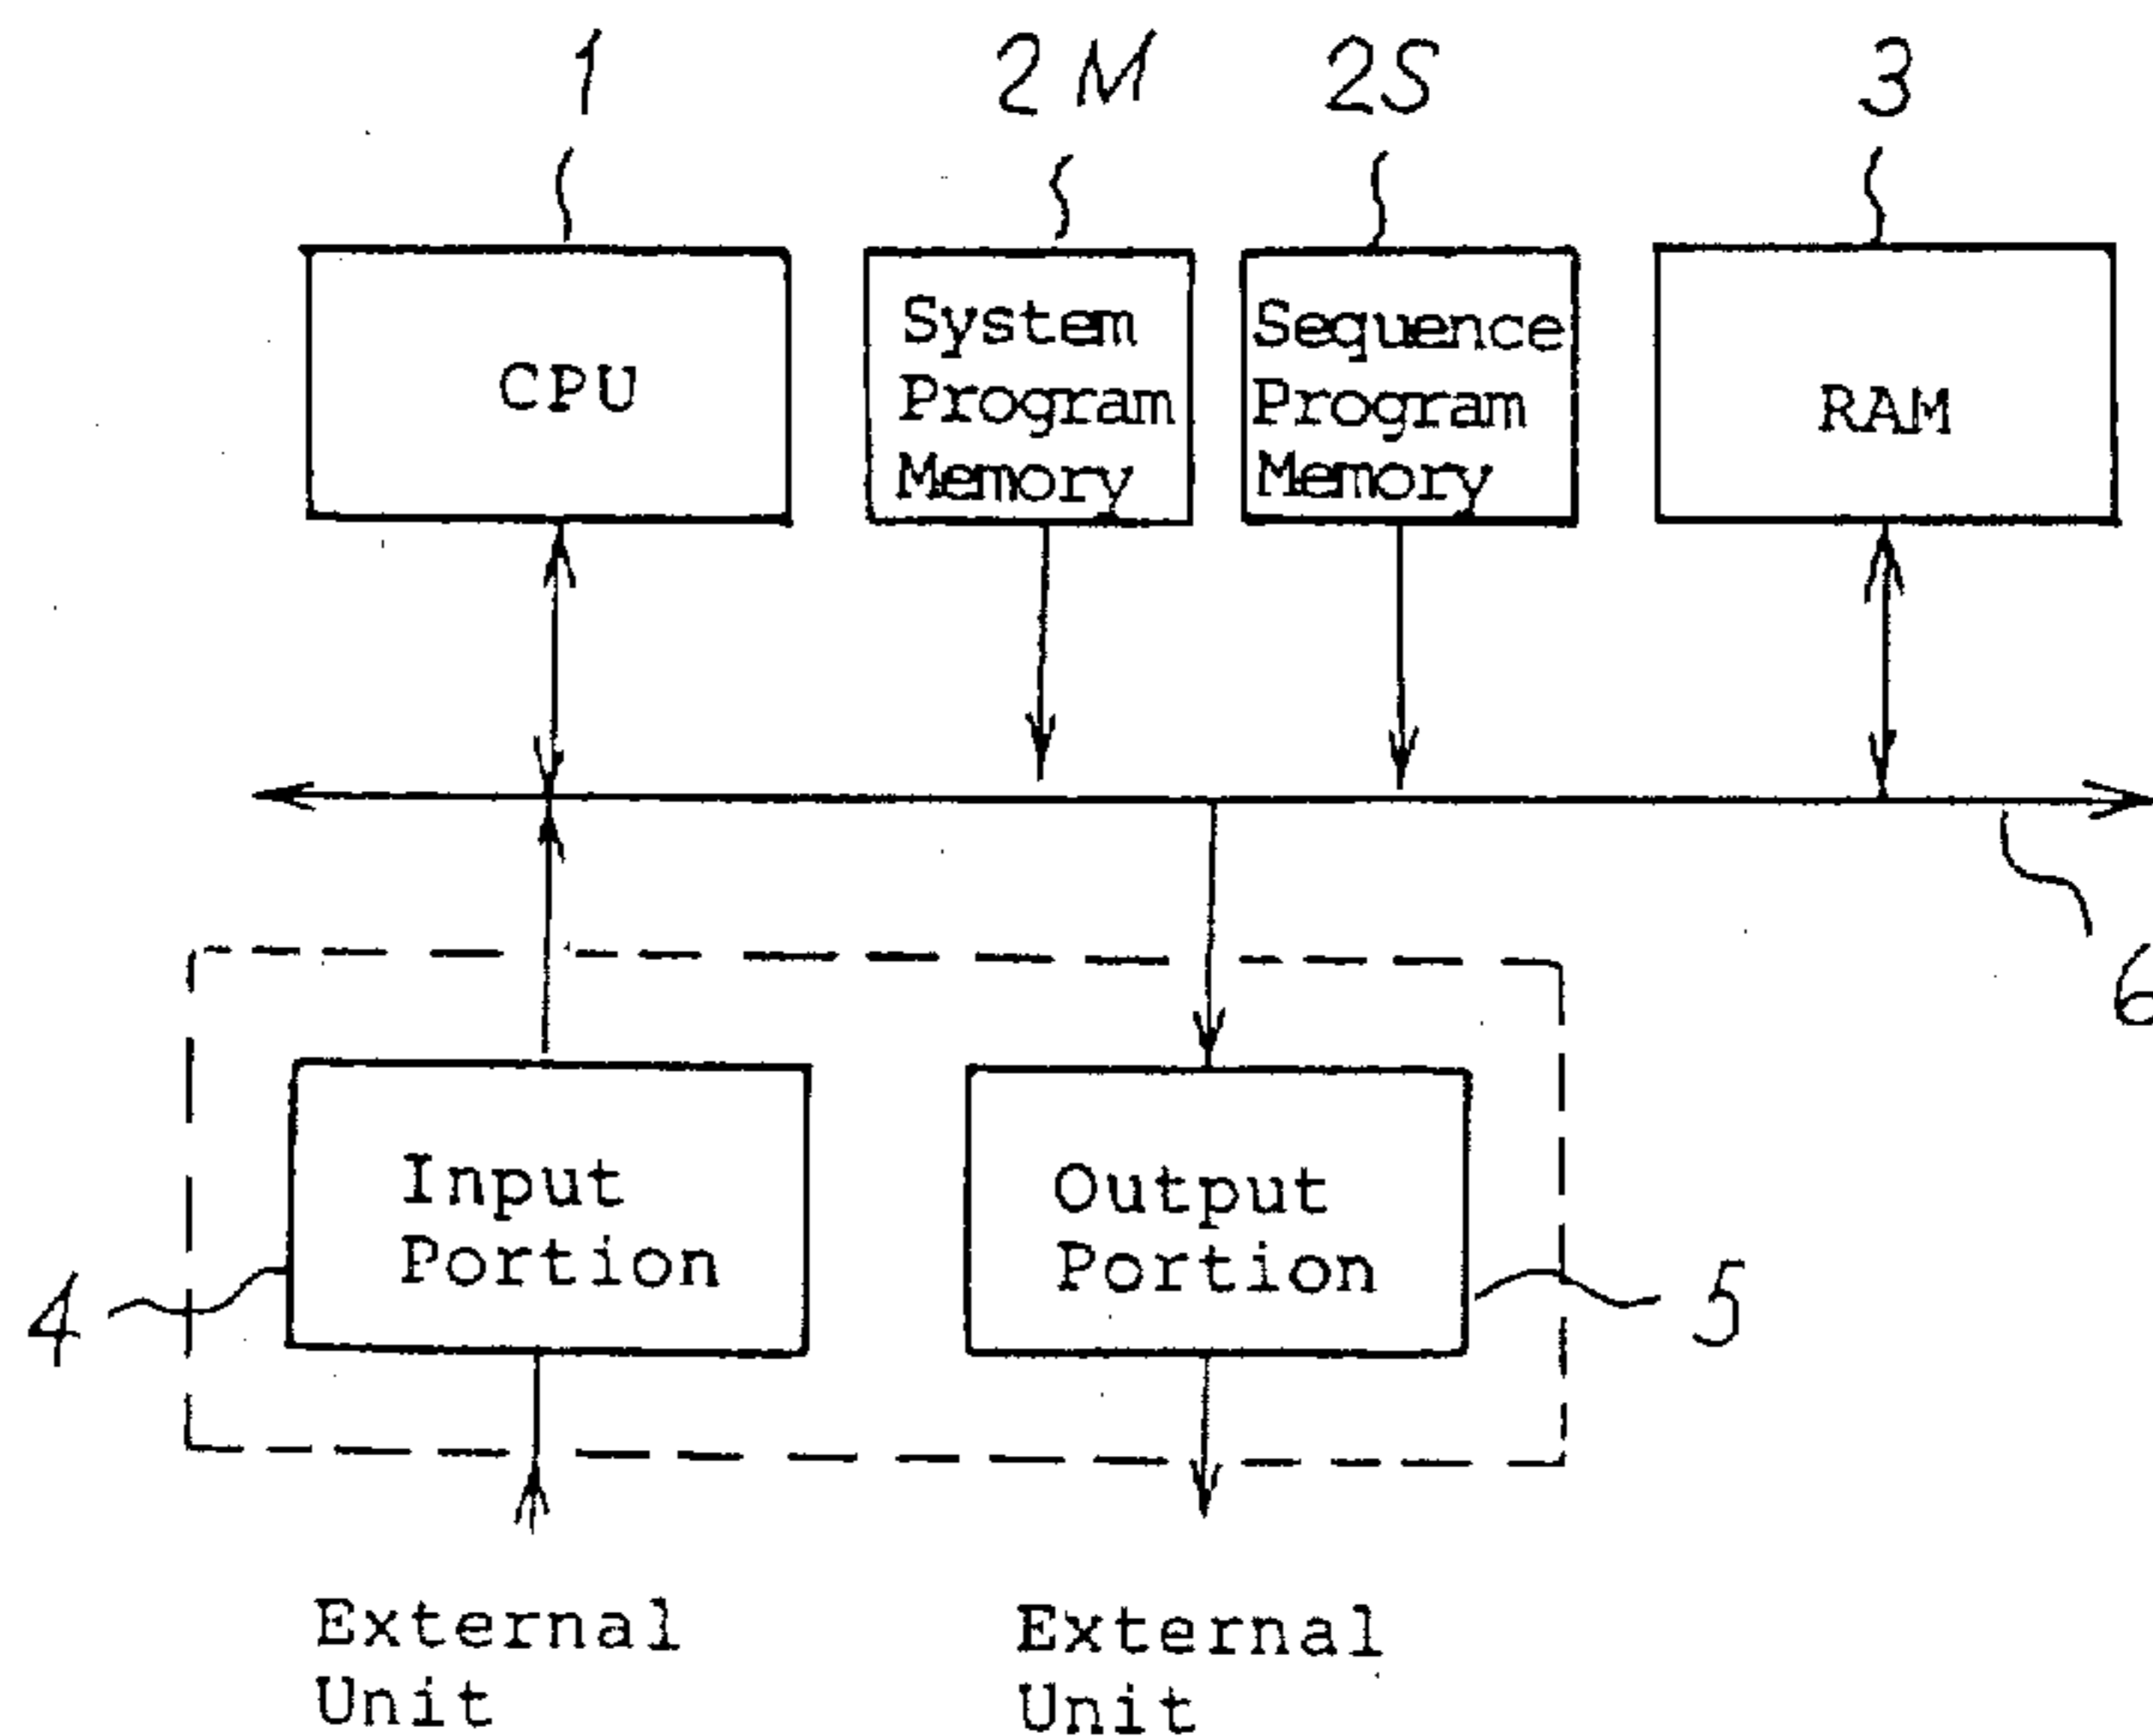 1
2M
2S
3
CPU
System
Program
Memory
Sequence
Program
Memory
RAM
6
Input
Portion
Output
Portion
4
5
External
Unit
External
Unit